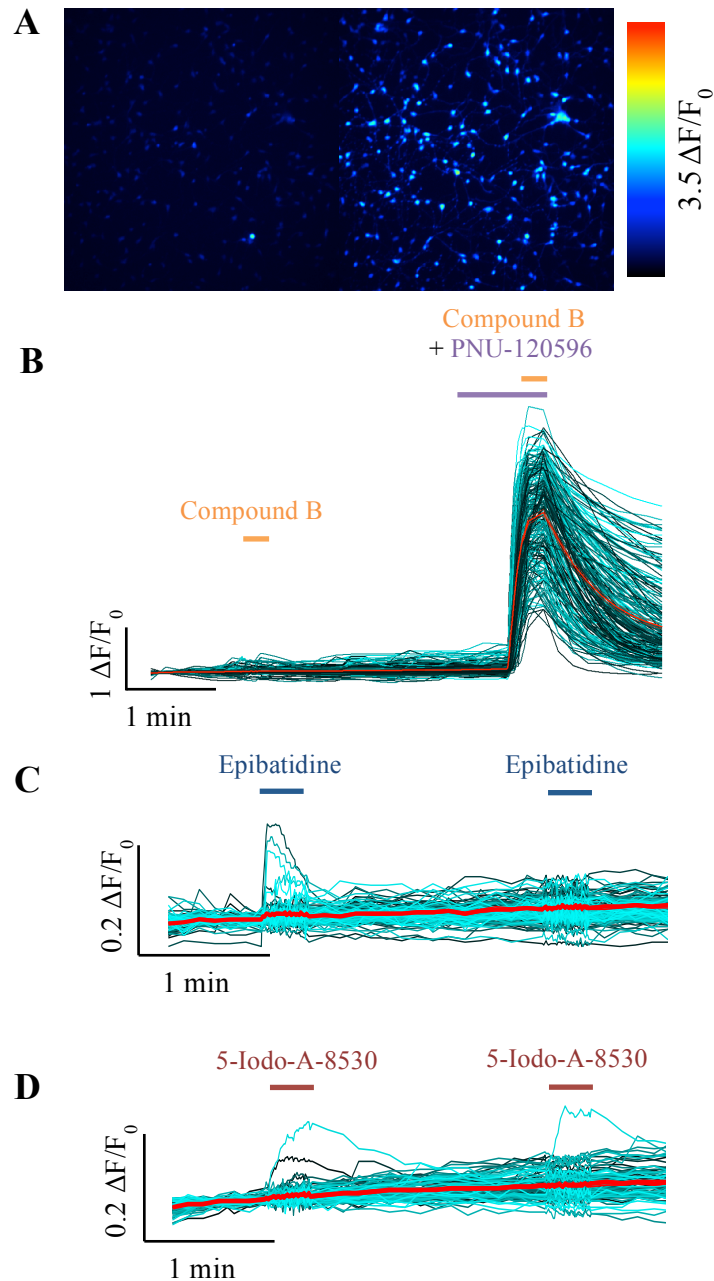 A
3.5 ΔF/F0
B
Compound B
+ PNU-120596
Compound B
1 ΔF/F0
1 min
C
Epibatidine
Epibatidine
0.2 ΔF/F0
1 min
D
5-Iodo-A-8530
5-Iodo-A-8530
0.2 ΔF/F0
1 min